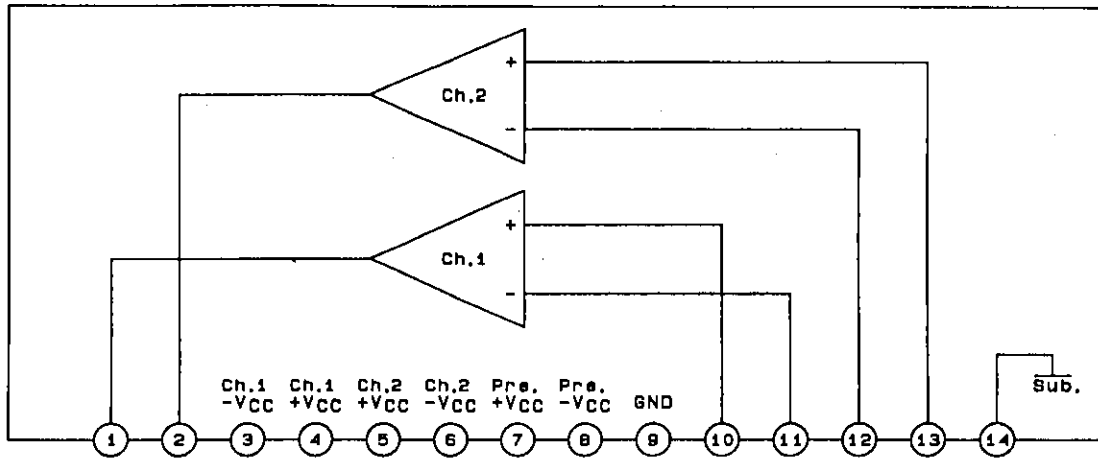 +
Ch.2
-
+
Ch.1
-
Sub.
Ch.1 Ch.1 Ch.2 Ch.2 Pre. Pre.
-VCC +VCC +VCC -VCC +VCC -VCC GND
1 2 3 4 5 6 7 8 9 10 11 12 13 14